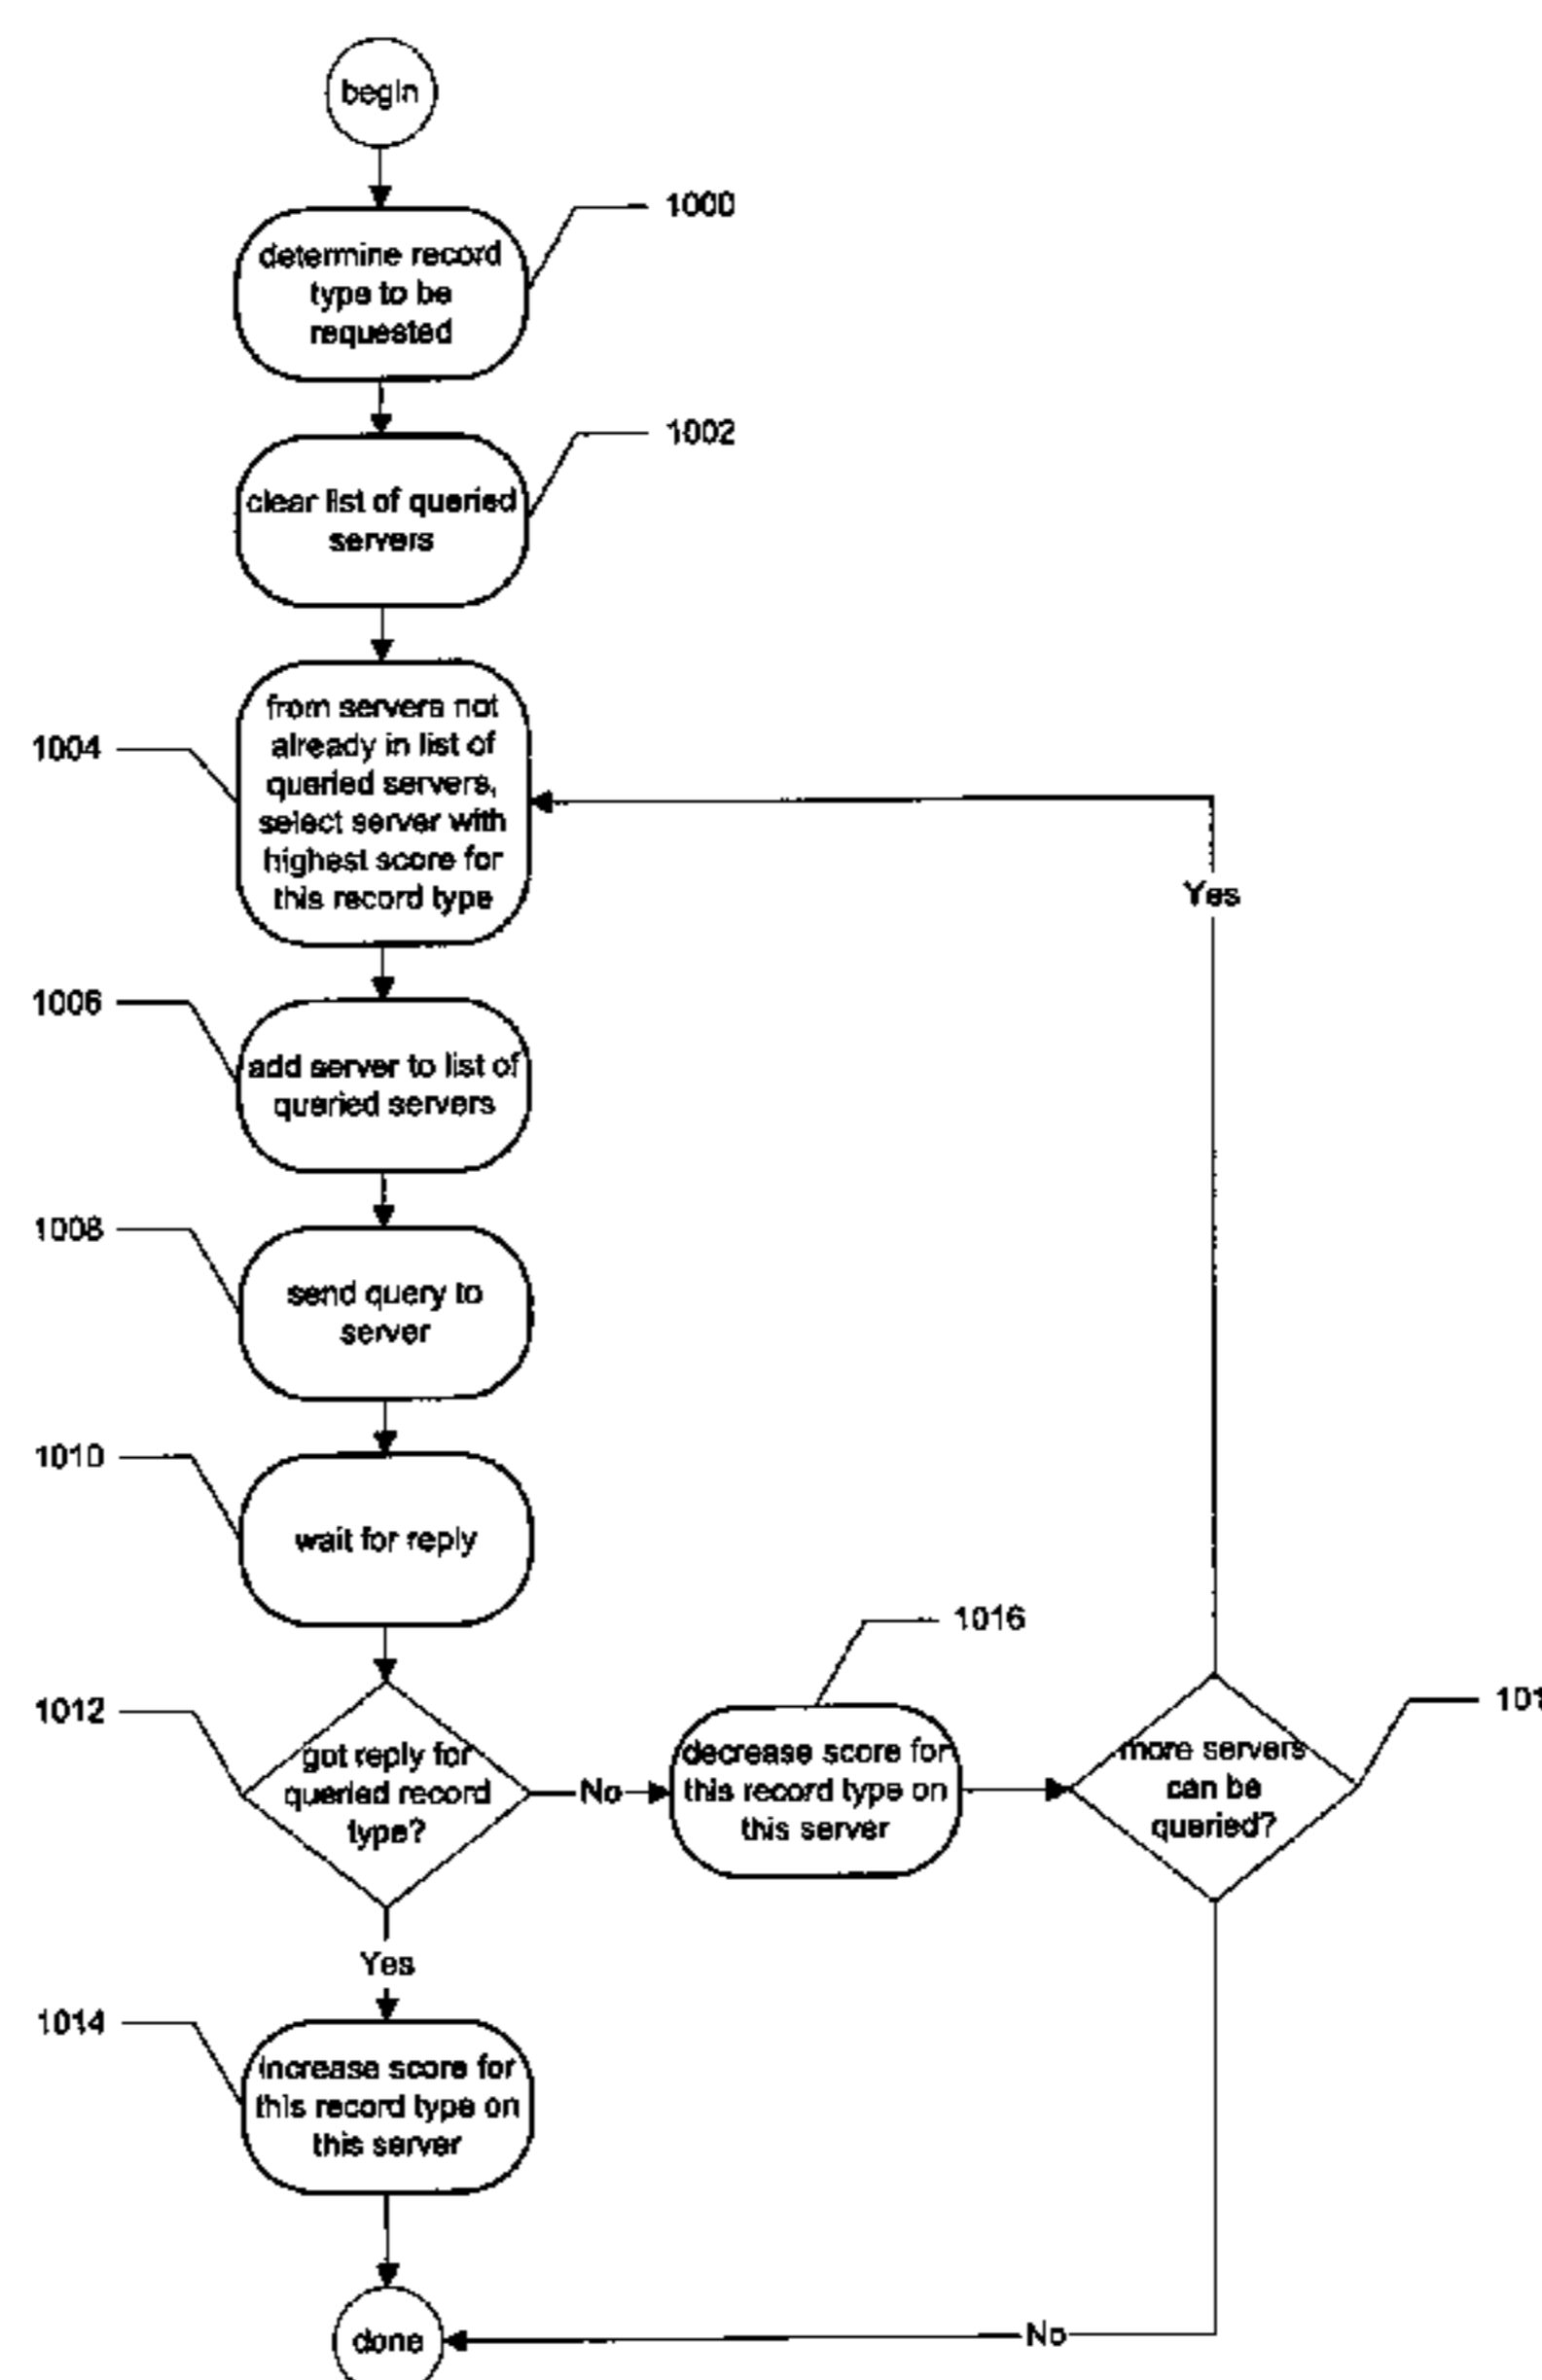 begin
1000
determine record
type to be
requested
1002
clear list of queried
servers
1004
from servers not
already in list of
queried servers,
select server with
highest score for
this record type
Yes
1006
add server to list of
queried servers
1008
send query to
server
1010
wait for reply
1012
got reply for
queried record
type?
No
1016
decrease score for
this record type on
this server
more servers
can be
queried?
Yes
1014
increase score for
this record type on
this server
done
No